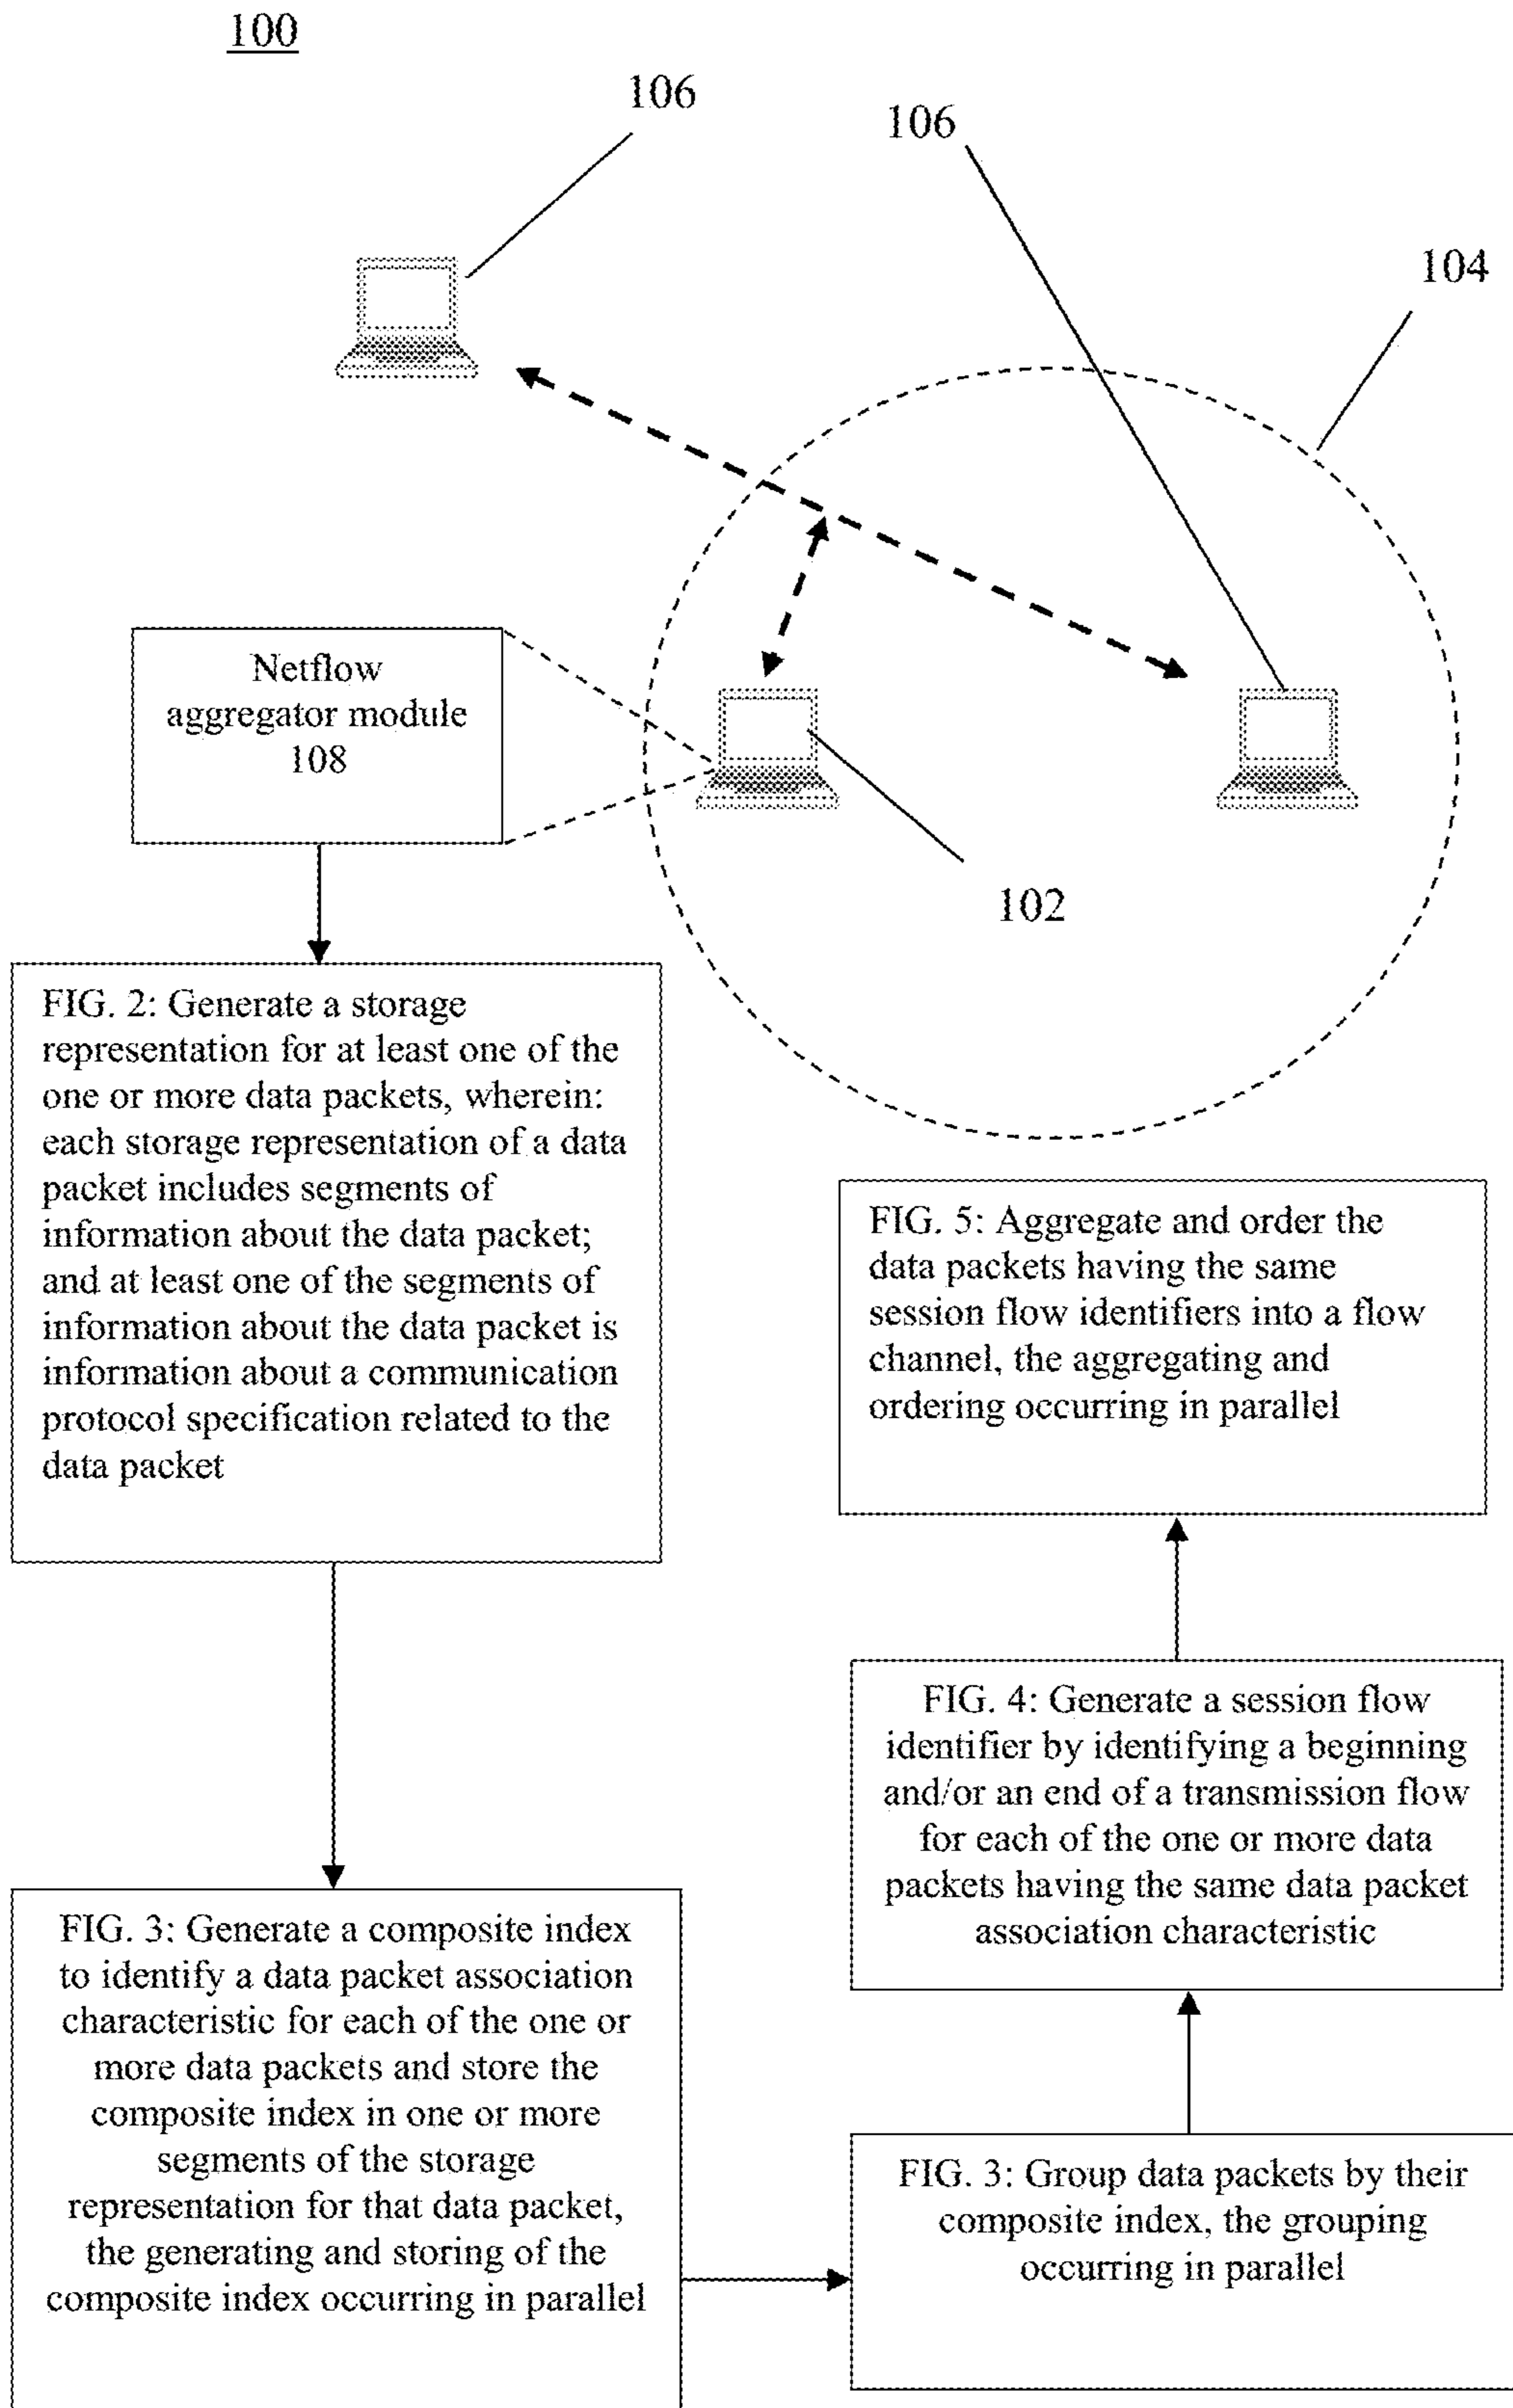 100
106
106
104
Netflow
aggregator module
108
102
FIG. 2: Generate a storage
representation for at least one of the
one or more data packets, wherein:
each storage representation of a data
packet includes segments of
information about the data packet;
and at least one of the segments of
information about the data packet is
information about a communication
protocol specification related to the
data packet
FIG. 5: Aggregate and order the
data packets having the same
session flow identifiers into a flow
channel, the aggregating and
ordering occurring in parallel
FIG. 4: Generate a session flow
identifier by identifying a beginning
and/or an end of a transmission flow
for each of the one or more data
packets having the same data packet
association characteristic
FIG. 3: Generate a composite index
to identify a data packet association
characteristic for each of the one or
more data packets and store the
composite index in one or more
segments of the storage
representation for that data packet,
the generating and storing of the
composite index occurring in parallel
FIG. 3: Group data packets by their
composite index, the grouping
occurring in parallel